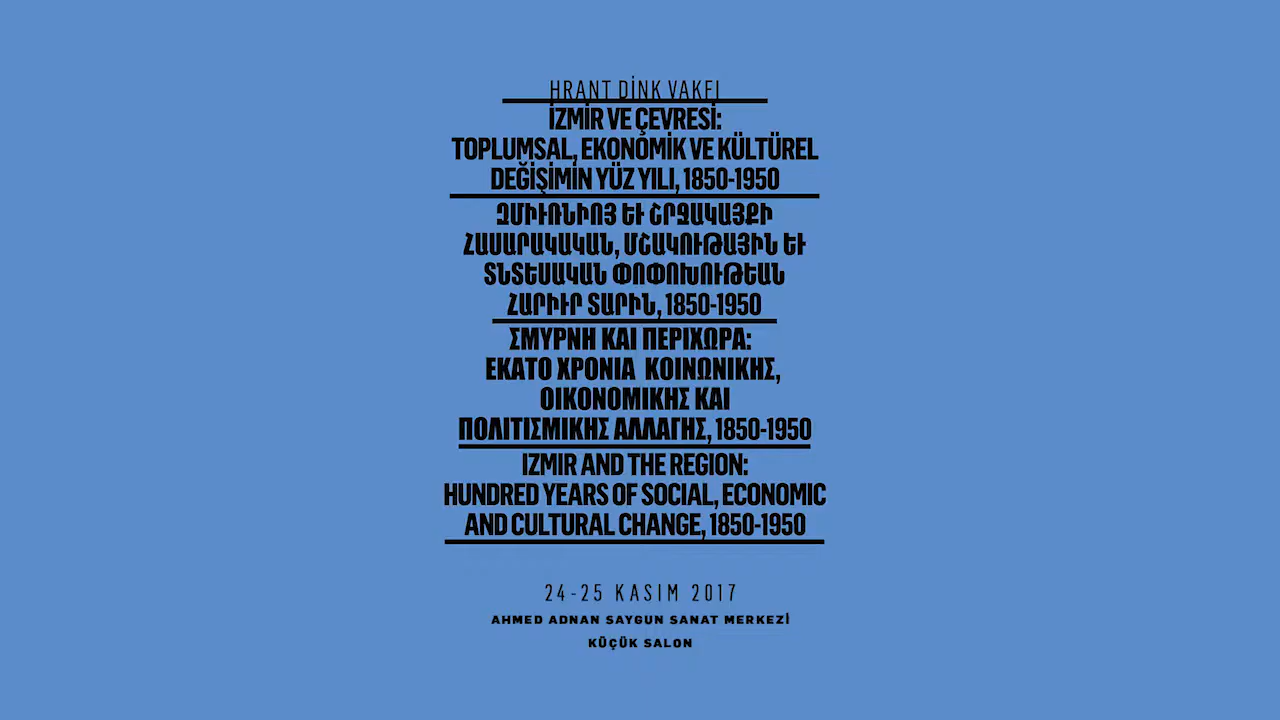 HRANT DİNK VAKFI
İZMİR VE ÇEVRESİ:
TOPLUMSAL, EKONOMİK VE KÜLTÜREL
DEĞİŞİMİN YÜZ YILI, 1850-1950
ԶՄԻՒՌՆԻՈՅ ԵՒ ՇՐՋԱԿԱՅՔԻ
ՀԱՍԱՐԱԿԱԿԱՆ, ՄՇԱԿՈՒԹԱՅԻՆ ԵՒ
ՏՆՏԵՍԱԿԱՆ ՓՈՓՈԽՈՒԹԵԱՆ
ՀԱՐԻՒՐ ՏԱՐԻՆ, 1850-1950
ΣΜΥΡΝΗ ΚΑΙ ΠΕΡΙΧΩΡΑ:
ΕΚΑΤΟ ΧΡΟΝΙΑ ΚΟΙΝΩΝΙΚΗΣ,
ΟΙΚΟΝΟΜΙΚΗΣ ΚΑΙ
ΠΟΛΙΤΙΣΜΙΚΗΣ ΑΛΛΑΓΗΣ, 1850-1950
IZMIR AND THE REGION:
HUNDRED YEARS OF SOCIAL, ECONOMIC
AND CULTURAL CHANGE, 1850-1950
24-25 KASIM 2017
AHMED ADNAN SAYGUN SANAT MERKEZİ
KÜÇÜK SALON